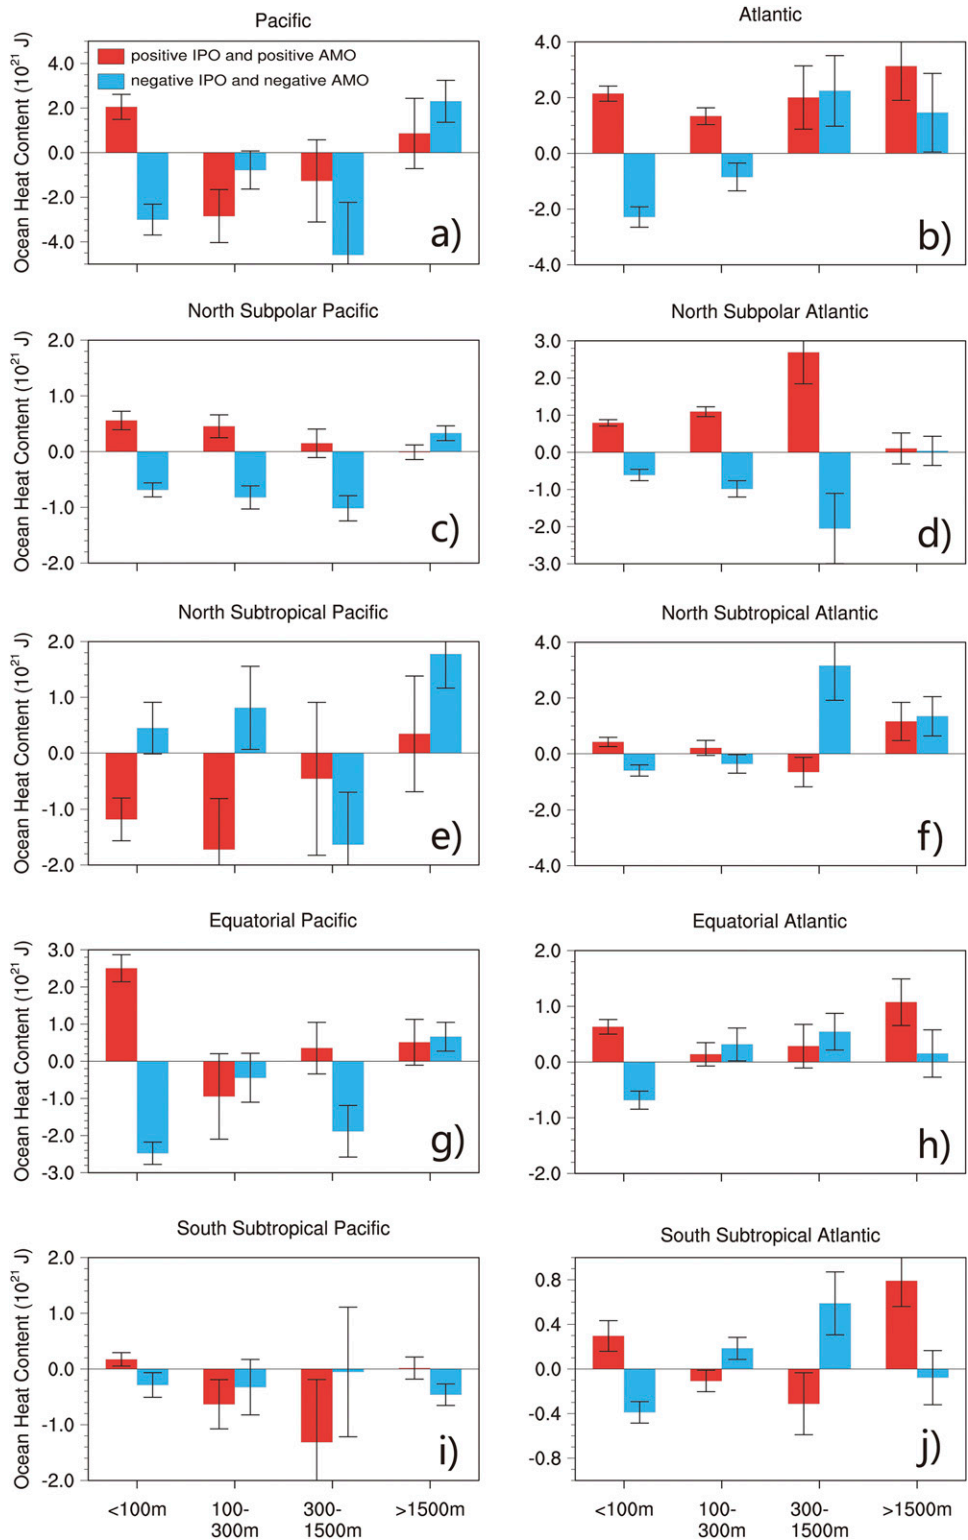 Pacific
Atlantic
Ocean Heat Content (10²¹ J)
4.0
2.0
0.0
-2.0
-4.0
positive IPO and positive AMO
negative IPO and negative AMO
a)
4.0
2.0
0.0
-2.0
-4.0
b)
North Subpolar Pacific
North Subpolar Atlantic
Ocean Heat Content (10²¹ J)
2.0
1.0
0.0
-1.0
-2.0
c)
3.0
2.0
1.0
0.0
-1.0
-2.0
-3.0
d)
North Subtropical Pacific
North Subtropical Atlantic
Ocean Heat Content (10²¹ J)
2.0
1.0
0.0
-1.0
-2.0
e)
4.0
2.0
0.0
-2.0
-4.0
f)
Equatorial Pacific
Equatorial Atlantic
Ocean Heat Content (10²¹ J)
3.0
2.0
1.0
0.0
-1.0
-2.0
-3.0
g)
2.0
1.0
0.0
-1.0
-2.0
h)
South Subtropical Pacific
South Subtropical Atlantic
Ocean Heat Content (10²¹ J)
2.0
1.0
0.0
-1.0
-2.0
i)
0.8
0.4
0.0
-0.4
-0.8
j)
<100m 100- 300- >1500m
300m 1500m
<100m 100- 300- >1500m
300m 1500m